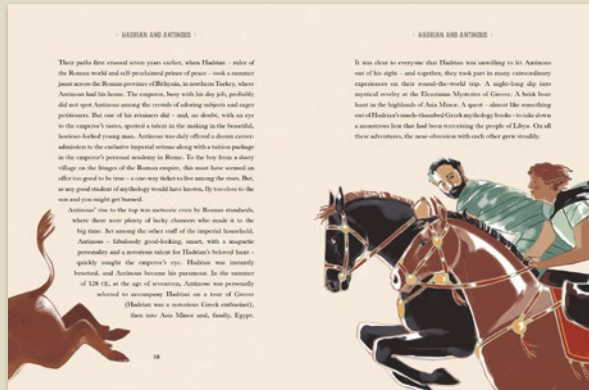 · HADRIAN AND ANTINOUS ·
Their paths first crossed seven years earlier, when Hadrian – ruler
of the Roman world and self-proclaimed prince of peace – took a summer
jaunt across the Roman province of Bithynia, in northern Turkey, where
Antinous had his home. The emperor, busy with his day job, probably
did not spot Antinous among the crowds of adoring subjects and eager
petitioners. But one of his retainers did – and, no doubt, with an eye
to the emperor's tastes, spotted a talent in the making in the beautiful,
luscious-locked young man. Antinous was duly offered a dream career:
admission to the exclusive imperial retinue along with a tuition package
in the emperor's personal academy in Rome. To the boy from a dusty
village on the fringes of the Roman empire, this must have seemed an
offer too good to be true – a one-way ticket to live among the stars. But,
as any good student of mythology would have known, fly too close to the
sun and you might get burned.
Antinous' rise to the top was meteoric even by Roman standards,
where there were plenty of lucky chancers who made it to the
big time. Set among the other staff of the imperial household,
Antinous – fabulously good-looking, smart, with a magnetic
personality and a notorious talent for Hadrian's beloved hunt –
quickly caught the emperor's eye. Hadrian was instantly
besotted, and Antinous became his paramour. In the summer
of 128 CE, at the age of seventeen, Antinous was personally
selected to accompany Hadrian on a tour of Greece
(Hadrian was a notorious Greek enthusiast),
then into Asia Minor and, finally, Egypt.
58
· HADRIAN AND ANTINOUS ·
It was clear to everyone that Hadrian was unwilling to let Antinous
out of his sight – and together, they took part in many extraordinary
experiences on their round-the-world trip. A night-long dip into
mystical revelry at the Eleusinian Mysteries of Greece. A brisk bear
hunt in the highlands of Asia Minor. A quest – almost like something
out of Hadrian's much-thumbed Greek mythology books – to take down
a monstrous lion that had been terrorising the people of Libya. On all
these adventures, the near-obsession with each other grew steadily.